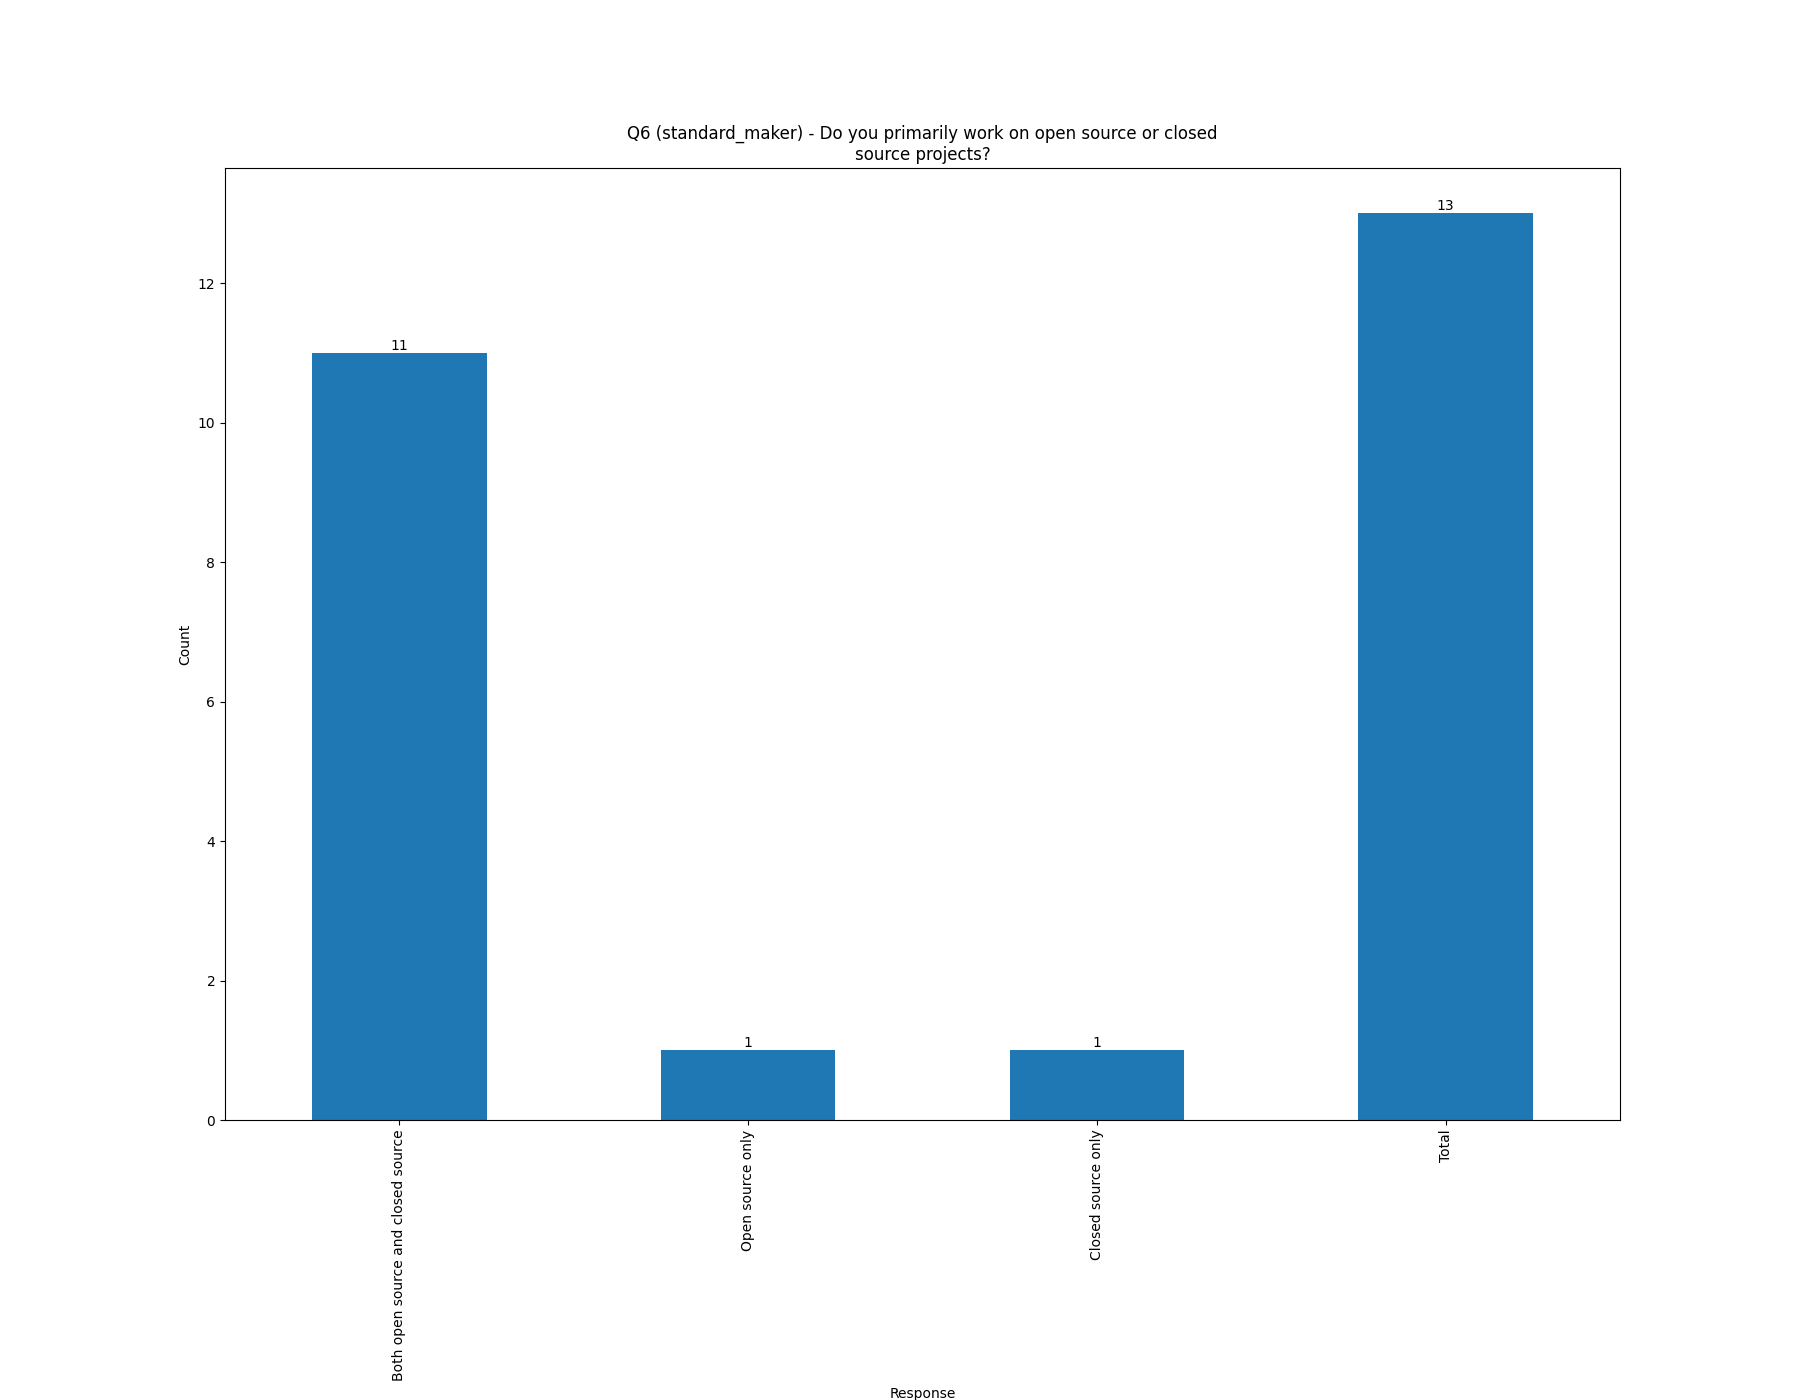 Q6 (standard_maker) - Do you primarily work on open source or closed
source projects?
13
12
11
10
8
Count
6
4
2
1
1
0
Both open source and closed source
Open source only
Closed source only
Total
Response